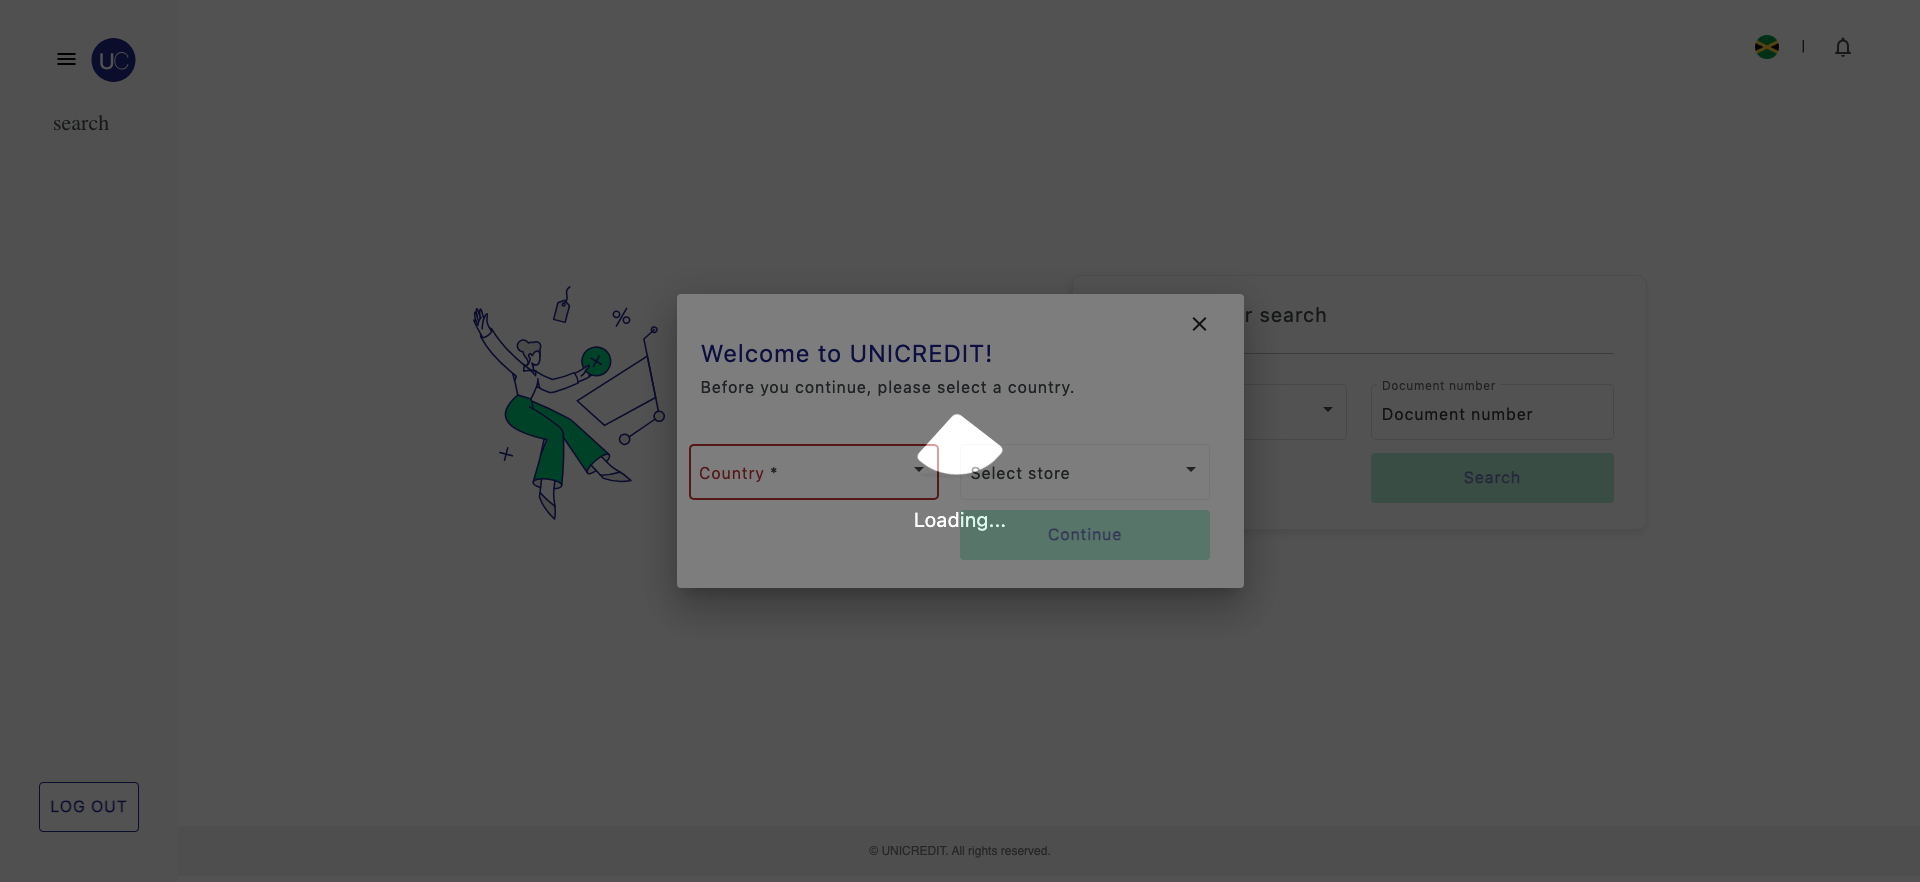 UC
search
r search
Document number
Document number
Search
Welcome to UNICREDIT!
Before you continue, please select a country.
Country *
Select store
Loading...
Continue
LOG OUT
© UNICREDIT. All rights reserved.